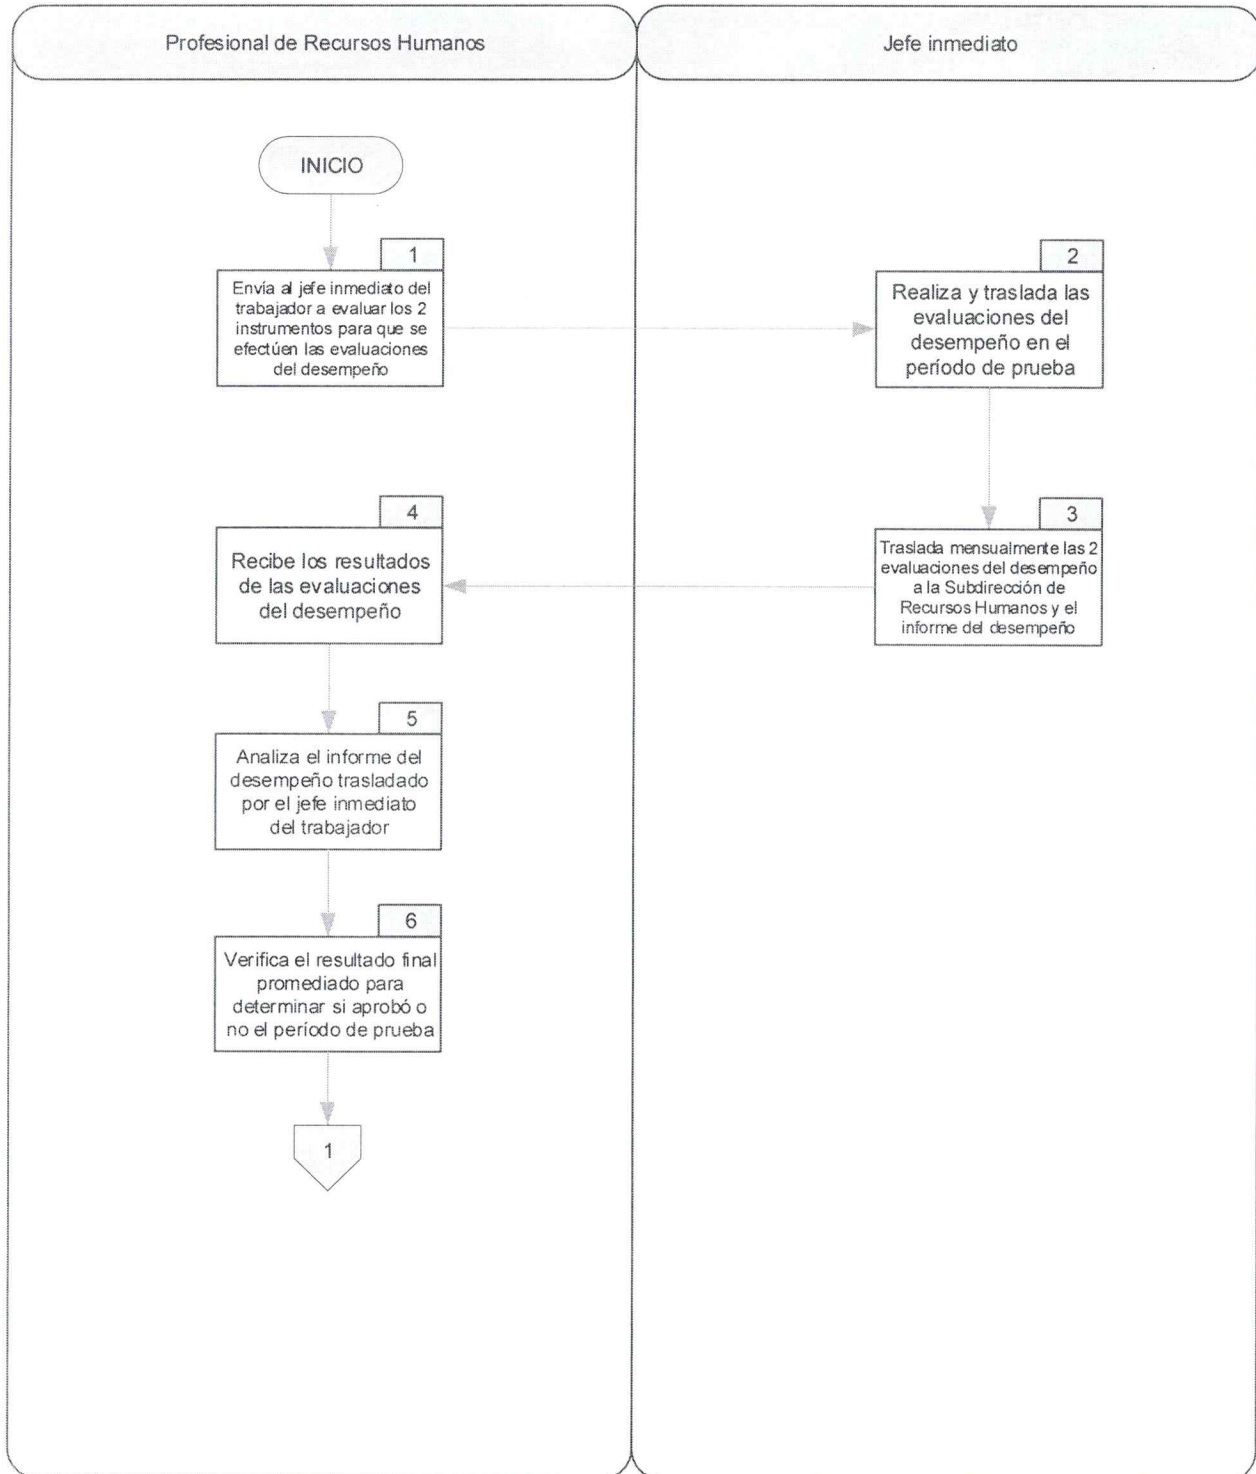 Profesional de Recursos Humanos
Jefe inmediato
INICIO
1
Envía al jefe inmediato del
trabajador a evaluar los 2
instrumentos para que se
efectúen las evaluaciones
del desempeño
2
Realiza y traslada las
evaluaciones del
desempeño en el
período de prueba
3
Traslada mensualmente las 2
evaluaciones del desempeño
a la Subdirección de
Recursos Humanos y el
informe del desempeño
4
Recibe los resultados
de las evaluaciones
del desempeño
5
Analiza el informe del
desempeño trasladado
por el jefe inmediato
del trabajador
6
Verifica el resultado final
promediado para
determinar si aprobó o
no el período de prueba
1